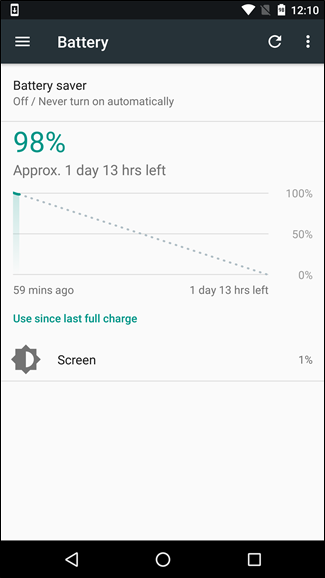 12:10
Battery
Battery saver
Off / Never turn on automatically
98%
Approx. 1 day 13 hrs left
100%
50%
0%
59 mins ago 1 day 13 hrs left
Use since last full charge
Screen 1%